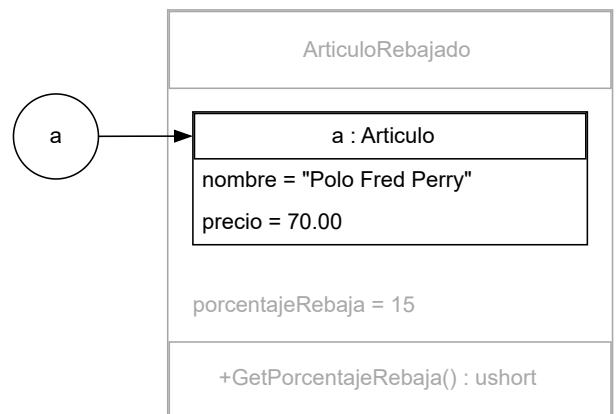 ArticuloRebajado
a
a : Articulo
nombre = "Polo Fred Perry"
precio = 70.00
porcentajeRebaja = 15
+GetPorcentajeRebaja() : ushort